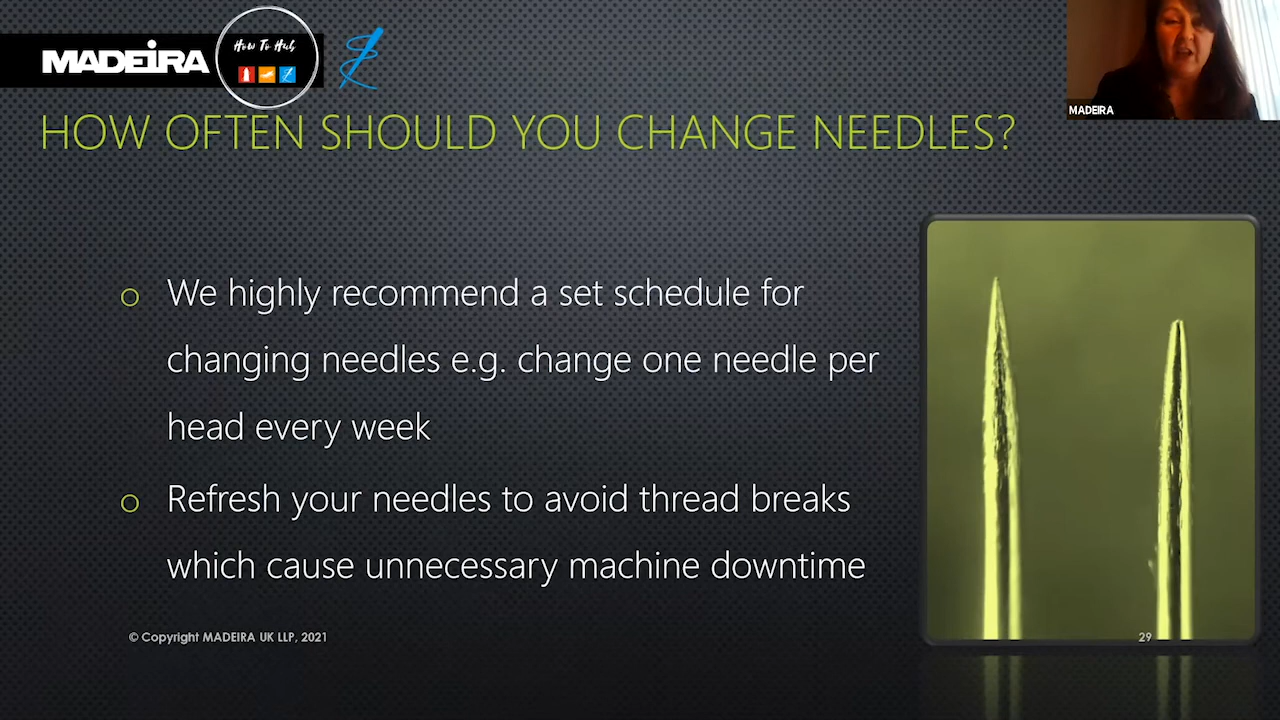 MADEIRA
How To Hub
MADEIRA
HOW OFTEN SHOULD YOU CHANGE NEEDLES?
o We highly recommend a set schedule for
changing needles e.g. change one needle per
head every week
o Refresh your needles to avoid thread breaks
which cause unnecessary machine downtime
© Copyright MADEIRA UK LLP, 2021
29